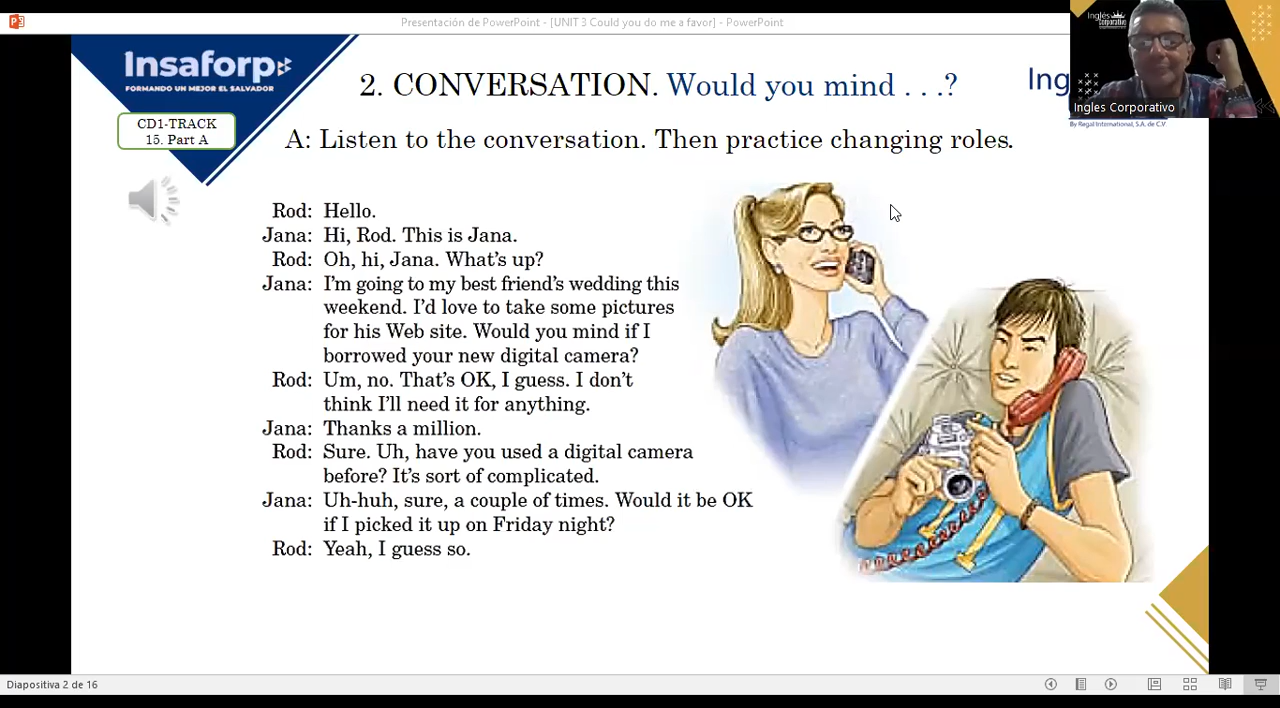 Presentación de PowerPoint - [UNIT 3 Could you do me a favor] - PowerPoint
Inglés
Corporativo
Ingles Corporativo
Insaforp
FORMANDO UN MEJOR EL SALVADOR
2. CONVERSATION. Would you mind . . .?
Ing
By Regal International, S.A. de C.V.
CD1-TRACK
15. Part A
A: Listen to the conversation. Then practice changing roles.
Rod: Hello.
Jana: Hi, Rod. This is Jana.
Rod: Oh, hi, Jana. What's up?
Jana: I'm going to my best friend's wedding this
weekend. I'd love to take some pictures
for his Web site. Would you mind if I
borrowed your new digital camera?
Rod: Um, no. That's OK, I guess. I don't
think I'll need it for anything.
Jana: Thanks a million.
Rod: Sure. Uh, have you used a digital camera
before? It's sort of complicated.
Jana: Uh-huh, sure, a couple of times. Would it be OK
if I picked it up on Friday night?
Rod: Yeah, I guess so.
Diapositiva 2 de 16